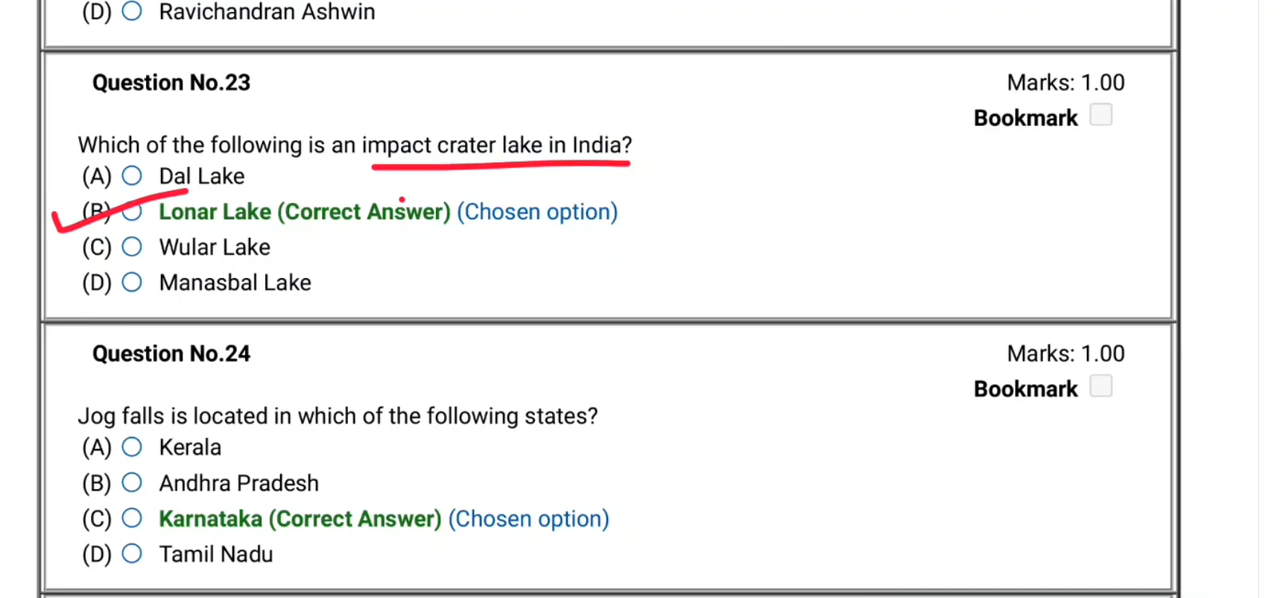 (D) Ravichandran Ashwin
Question No.23 Marks: 1.00
Bookmark
Which of the following is an impact crater lake in India?
(A) Dal Lake
(B) Lonar Lake (Correct Answer) (Chosen option)
(C) Wular Lake
(D) Manasbal Lake
Question No.24 Marks: 1.00
Bookmark
Jog falls is located in which of the following states?
(A) Kerala
(B) Andhra Pradesh
(C) Karnataka (Correct Answer) (Chosen option)
(D) Tamil Nadu